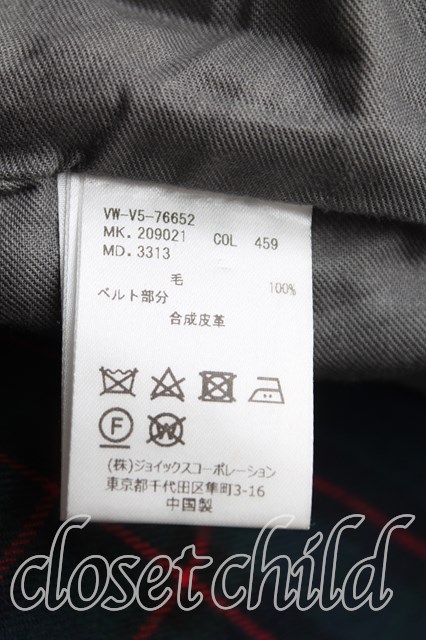 VW-V5-76652
MK. 209021 COL 459
MD. 3313
毛 100%
ベルト部分
合成皮革
F W
(株)ジョイックスコーポレーション
東京都千代田区隼町3-16
中国製
closet child